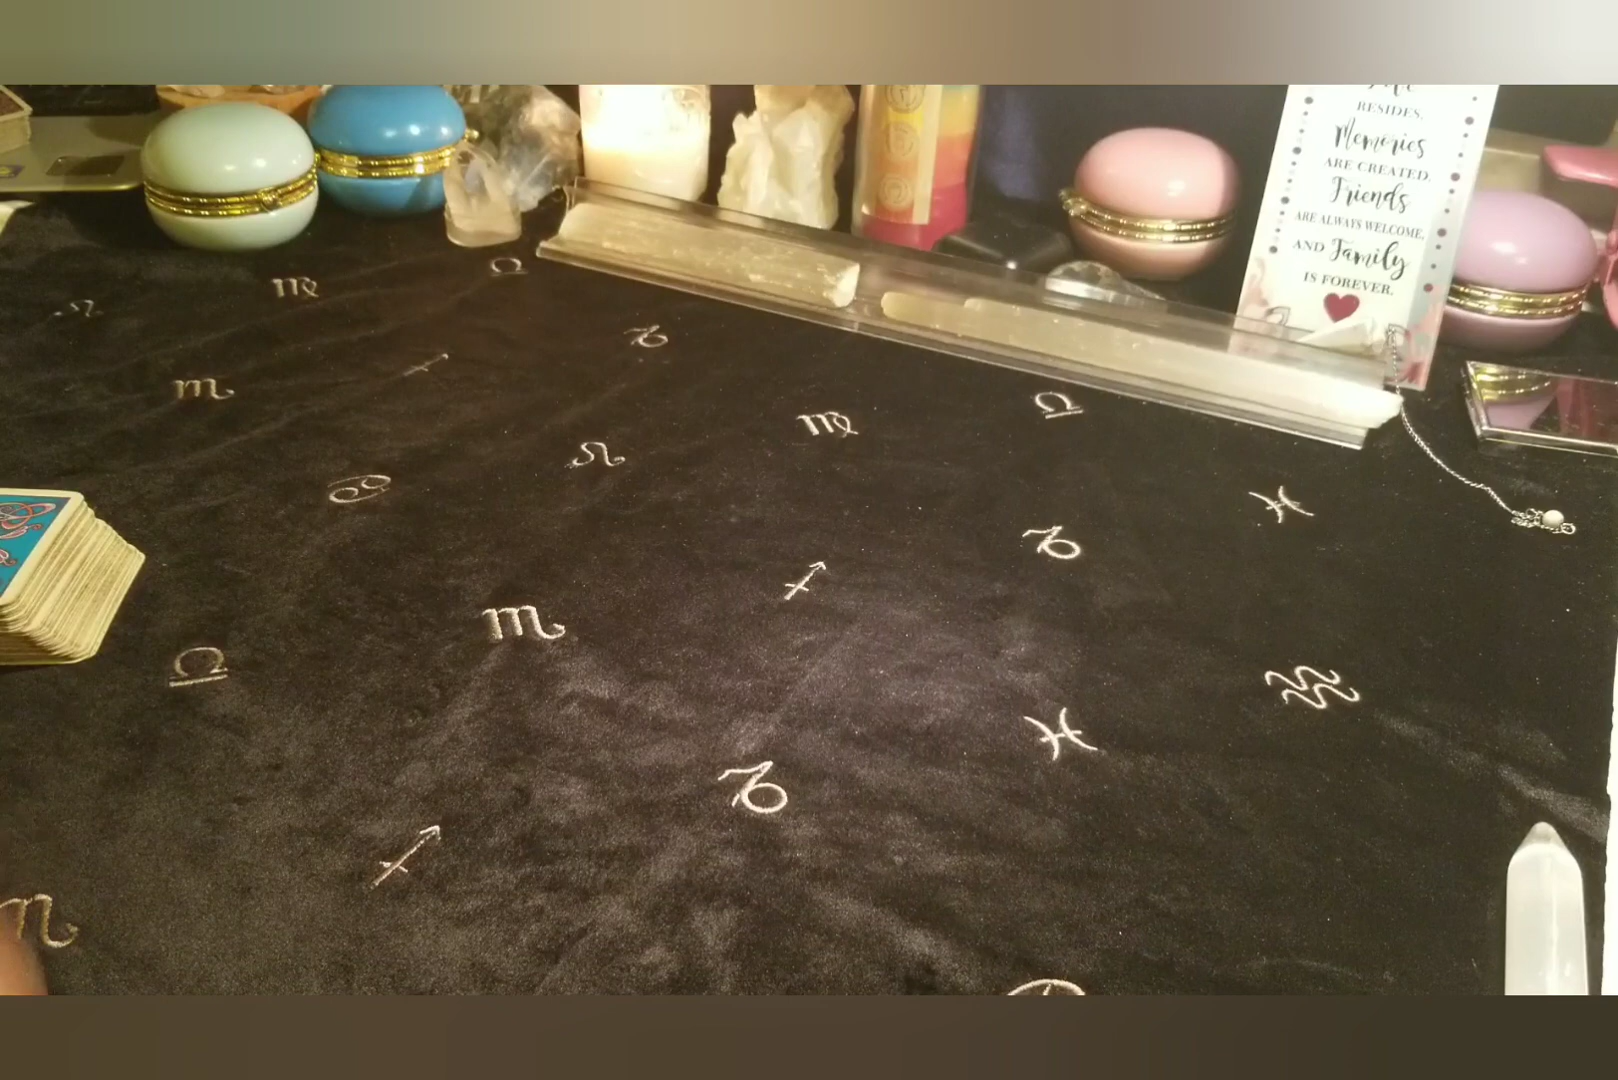 RESIDES,
Memories
ARE CREATED,
Friends
ARE ALWAYS WELCOME,
AND Family
IS FOREVER.